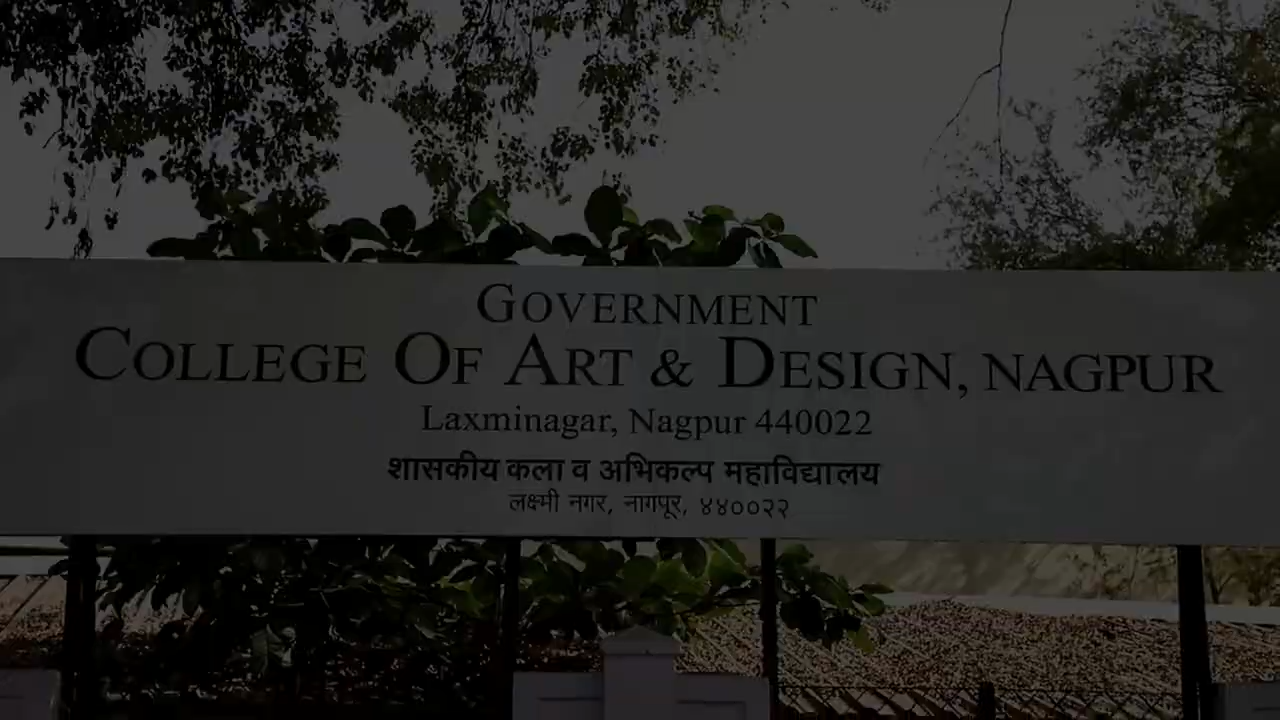 GOVERNMENT
COLLEGE OF ART & DESIGN, NAGPUR
Laxminagar, Nagpur 440022
शासकीय कला व अभिकल्प महाविद्यालय
लक्ष्मी नगर, नागपूर, ४४००२२